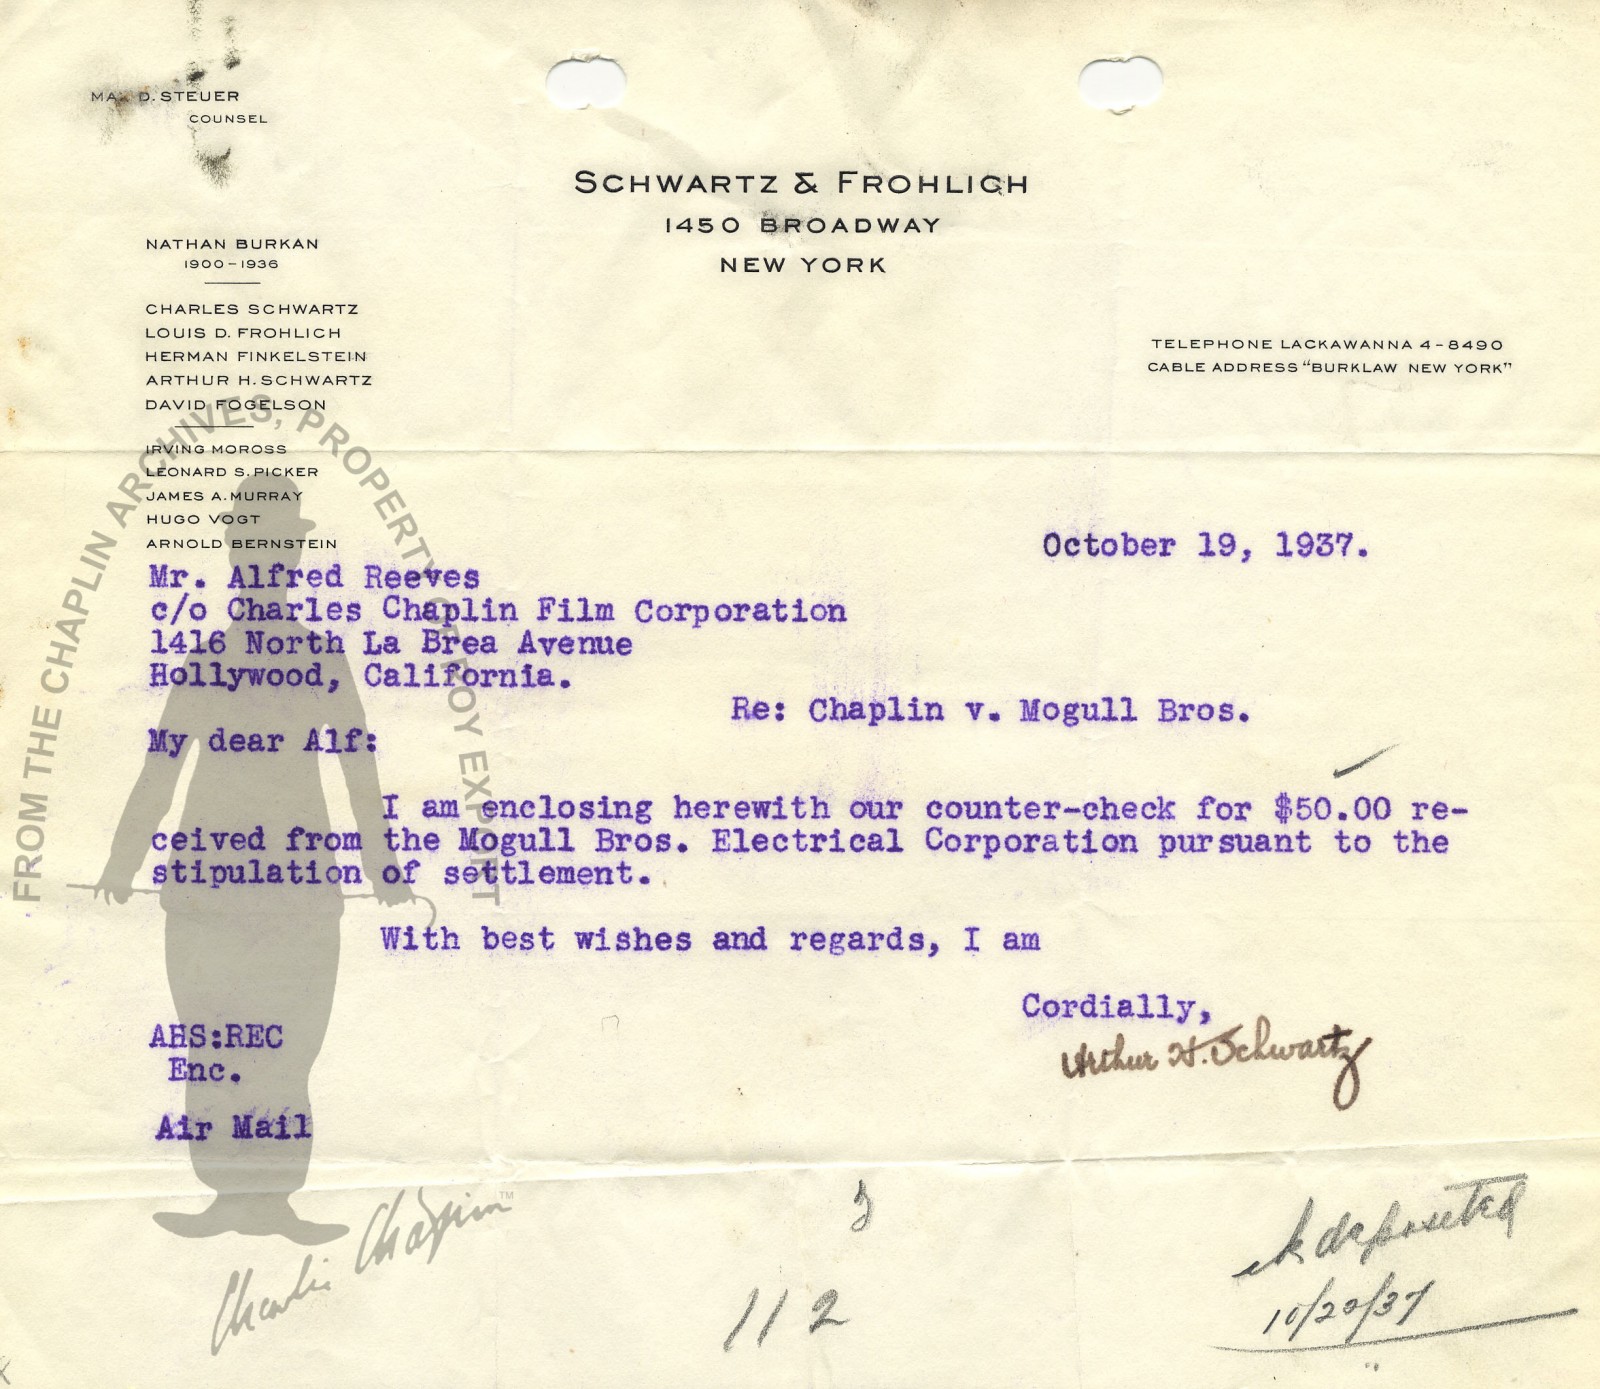 D. STEUER
COUNSEL
SCHWARTZ & FROHLICH
1450 BROADWAY
NEW YORK
NATHAN BURKAN
1900-1936
CHARLES SCHWARTZ
LOUIS D. FROHLICH
HERMAN FINKELSTEIN
ARTHUR H. SCHWARTZ
DAVID FOGELSON
IRVING MOROSS
LEONARD S. PICKER
JAMES A. MURRAY
HUGO VOGT
ARNOLD BERNSTEIN
TELEPHONE LACKAWANNA 4-8490
CABLE ADDRESS "BURKLAW NEW YORK"
October 19, 1937.
Mr. Alfred Reeves
c/o Charles Chaplin Film Corporation
1416 North La Brea Avenue
Hollywood, California.
Re: Chaplin v. Mogull Bros.
My dear Alf:
I am enclosing herewith our counter-check for $50.00 re-
ceived from the Mogull Bros. Electrical Corporation pursuant to the
stipulation of settlement.
With best wishes and regards, I am
Cordially,
Arthur H. Schwartz
AHS:REC
Enc.
Air Mail
112
ck deposited
10/20/37
FROM THE CHAPLIN ARCHIVES, PROPERTY OF ROY EXPORT
Charlie Chaplin™